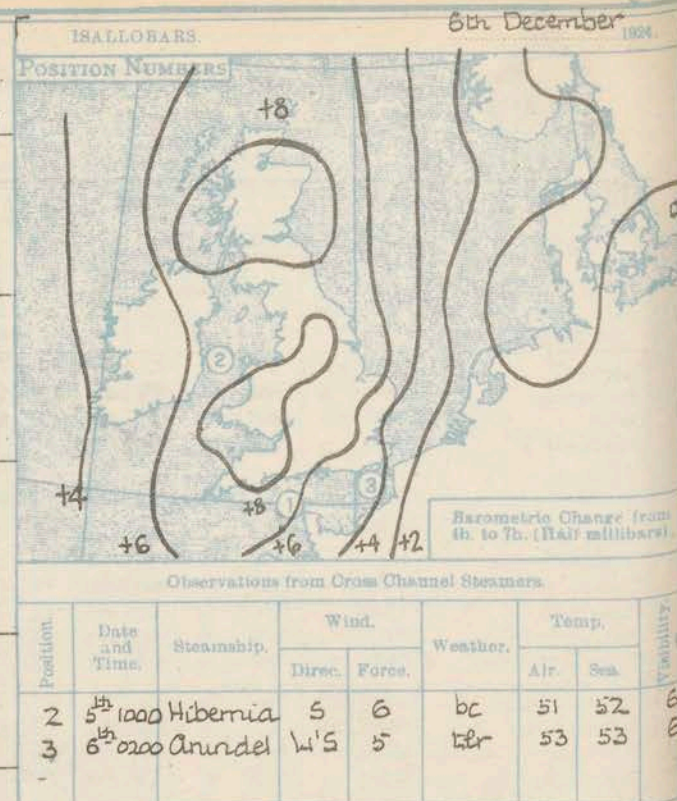 6th December 1924.
ISALLOBARS.
POSITION NUMBERS
+8
2
+4
+8
1
3
+6
+6
+4
+2
Barometric Change from
4h. to 7h. (Half millibars).
Observations from Cross Channel Steamers.
Position.
Date and Time.
Steamship.
Wind.
Weather.
Temp.
Visibility.
Direc.
Force.
Air.
Sea.
2 5th 1000 Hibernia S 6 bc 51 52 6
3 6th 0200 Arundel W'S 5 53 53 6